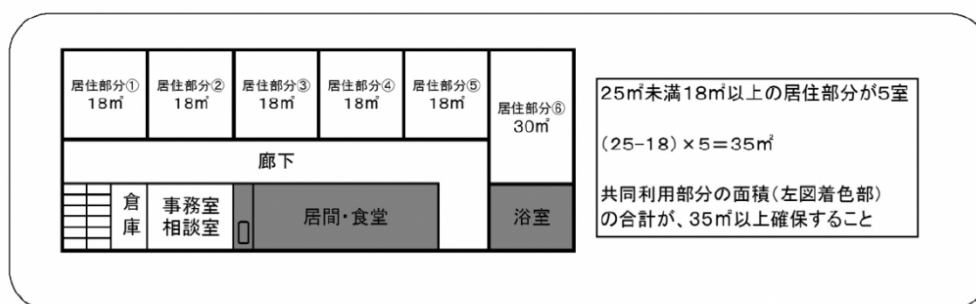 居住部分①
18㎡
居住部分②
18㎡
居住部分③
18㎡
居住部分④
18㎡
居住部分⑤
18㎡
居住部分⑥
30㎡
廊下
倉庫
事務室
相談室
居間・食堂
浴室
25㎡未満18㎡以上の居住部分が5室
(25-18)×5=35㎡
共同利用部分の面積(左図着色部)
の合計が、35㎡以上確保すること